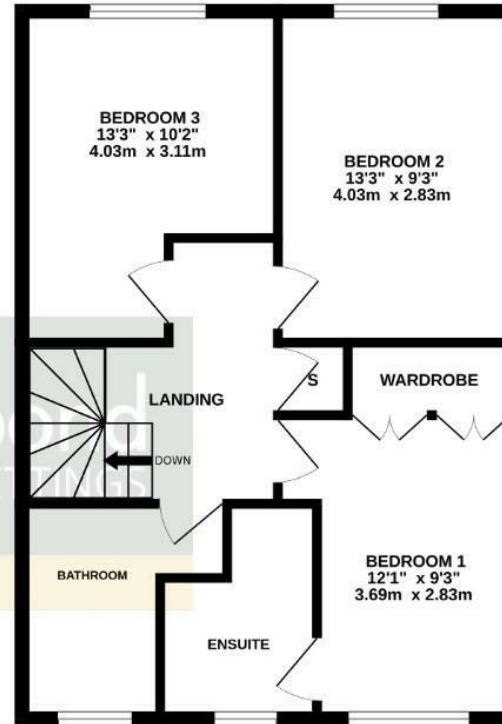 BEDROOM 3
13'3" x 10'2"
4.03m x 3.11m
BEDROOM 2
13'3" x 9'3"
4.03m x 2.83m
S
WARDROBE
LANDING
DOWN
BATHROOM
BEDROOM 1
12'1" x 9'3"
3.69m x 2.83m
ENSUITE